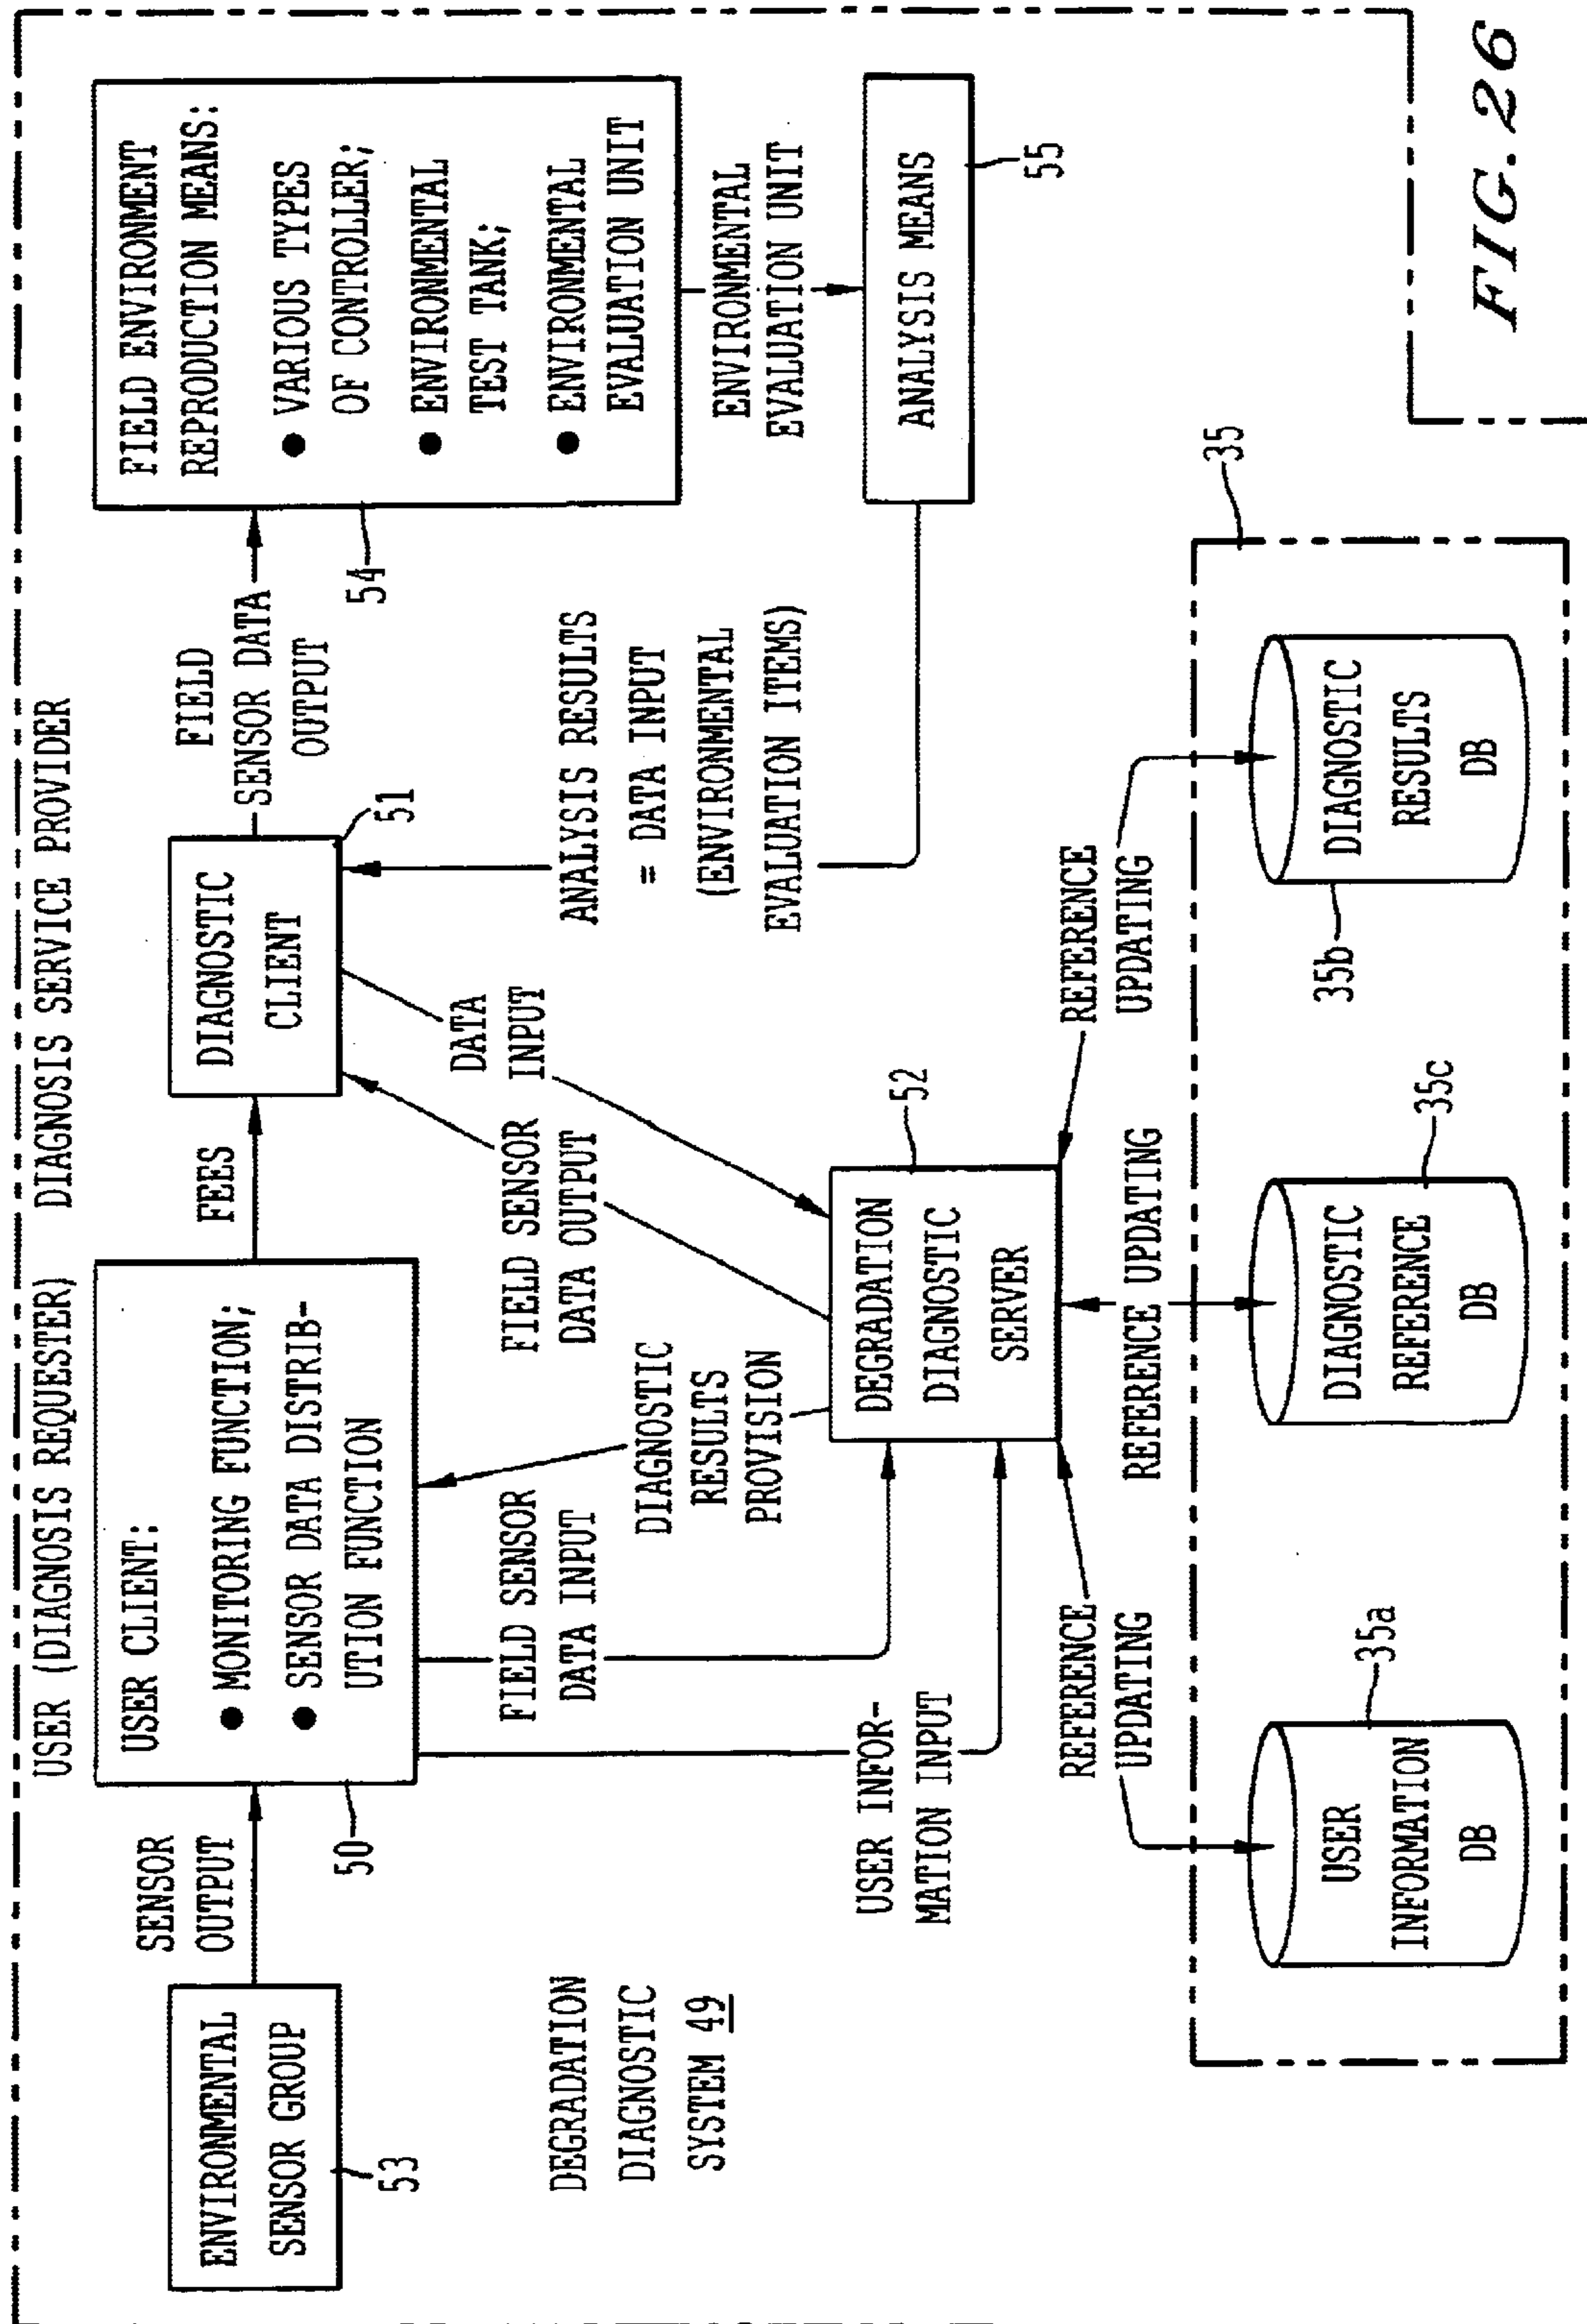 USER (DIAGNOSIS REQUESTER)
DIAGNOSIS SERVICE PROVIDER
ENVIRONMENTAL
SENSOR GROUP
53
SENSOR
OUTPUT
USER CLIENT:
● MONITORING FUNCTION;
● SENSOR DATA DISTRIB-
UTION FUNCTION
50
FEES
DIAGNOSTIC
CLIENT
51
FIELD
SENSOR DATA
OUTPUT
FIELD ENVIRONMENT
REPRODUCTION MEANS:
● VARIOUS TYPES
OF CONTROLLER;
● ENVIRONMENTAL
TEST TANK;
● ENVIRONMENTAL
EVALUATION UNIT
54
ENVIRONMENTAL
EVALUATION UNIT
ANALYSIS MEANS
55
ANALYSIS RESULTS
= DATA INPUT
(ENVIRONMENTAL
EVALUATION ITEMS)
DATA
INPUT
FIELD SENSOR
DATA OUTPUT
DIAGNOSTIC
RESULTS
PROVISION
FIELD SENSOR
DATA INPUT
USER INFOR-
MATION INPUT
DEGRADATION
DIAGNOSTIC
SYSTEM 49
DEGRADATION
DIAGNOSTIC
SERVER
52
REFERENCE
UPDATING
REFERENCE UPDATING
REFERENCE
UPDATING
35
USER
INFORMATION
DB
35a
DIAGNOSTIC
REFERENCE
DB
35c
DIAGNOSTIC
RESULTS
DB
35b
FIG. 26